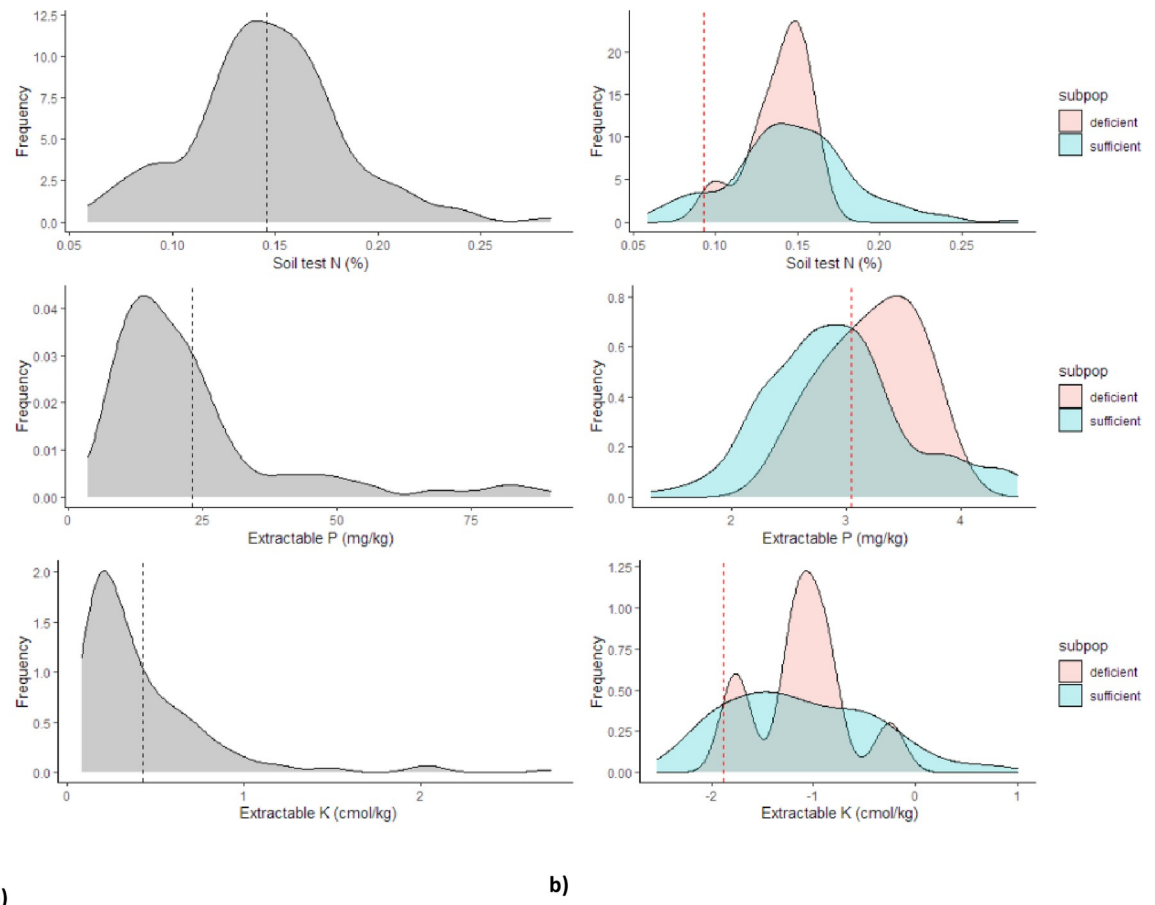 12.5
10.0
7.5
5.0
2.5
0.0
Frequency
0.05 0.10 0.15 0.20 0.25
Soil test N (%)
20
15
10
5
0
Frequency
0.05 0.10 0.15 0.20 0.25
Soil test N (%)
subpop
deficient
sufficient
0.04
0.03
0.02
0.01
0.00
Frequency
0 25 50 75
Extractable P (mg/kg)
0.8
0.6
0.4
0.2
0.0
Frequency
2 3 4
Extractable P (mg/kg)
subpop
deficient
sufficient
2.0
1.5
1.0
0.5
0.0
Frequency
0 1 2
Extractable K (cmol/kg)
1.25
1.00
0.75
0.50
0.25
0.00
Frequency
-2 -1 0 1
Extractable K (cmol/kg)
subpop
deficient
sufficient
)
b)